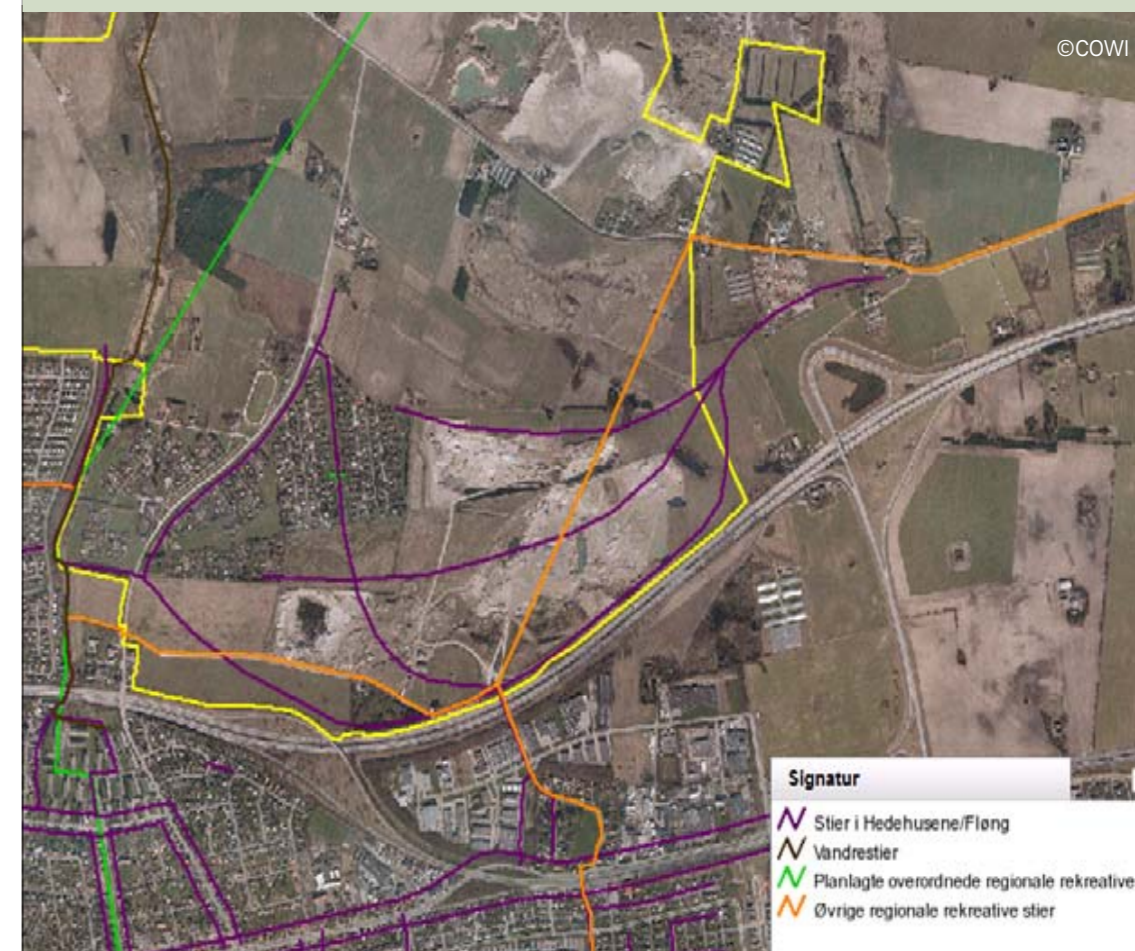 ©COWI
Signatur
Stier i Hedehusene/Fløng
Vandrestier
Planlagte overordnede regionale rekreative
Øvrige regionale rekreative stier